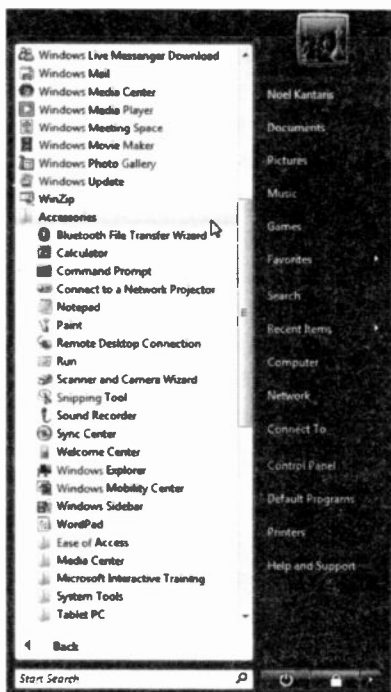 Windows Live Messenger Download
Windows Mail
Windows Media Center
Windows Media Player
Windows Meeting Space
Windows Movie Maker
Windows Photo Gallery
Windows Update
WinZip
Accessories
Bluetooth File Transfer Wizard
Calculator
Command Prompt
Connect to a Network Projector
Notepad
Paint
Remote Desktop Connection
Run
Scanner and Camera Wizard
Snipping Tool
Sound Recorder
Sync Center
Welcome Center
Windows Explorer
Windows Mobility Center
Windows Sidebar
WordPad
Ease of Access
Media Center
Microsoft Interactive Training
System Tools
Tablet PC
Back
Start Search
Noel Kantaris
Documents
Pictures
Music
Games
Favorites
Search
Recent Items
Computer
Network
Connect To
Control Panel
Default Programs
Printers
Help and Support